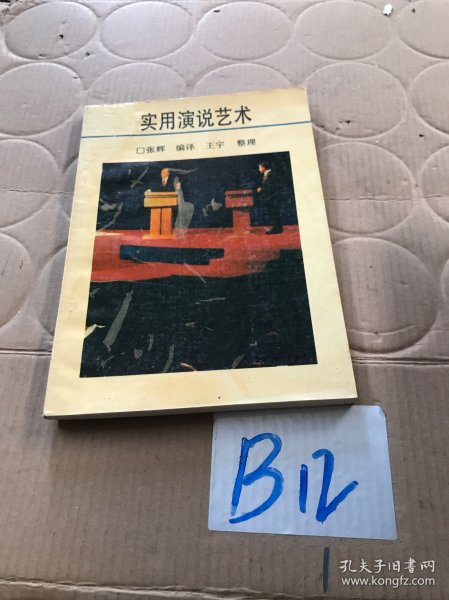 实用演说艺术
□张辉 编译 王宇 整理
B12
孔夫子旧书网
www.kongfz.com